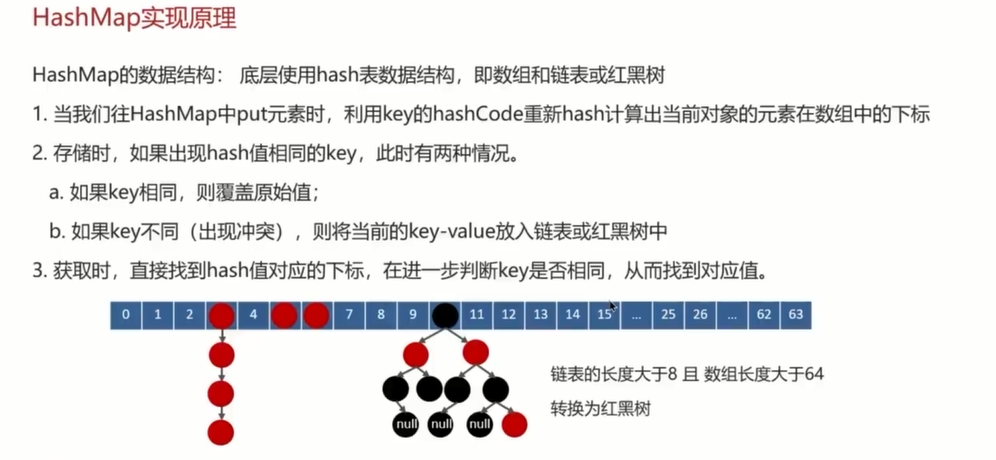 HashMap实现原理
HashMap的数据结构： 底层使用hash表数据结构，即数组和链表或红黑树
1. 当我们往HashMap中put元素时，利用key的hashCode重新hash计算出当前对象的元素在数组中的下标
2. 存储时，如果出现hash值相同的key，此时有两种情况。
a. 如果key相同，则覆盖原始值；
b. 如果key不同（出现冲突），则将当前的key-value放入链表或红黑树中
3. 获取时，直接找到hash值对应的下标，在进一步判断key是否相同，从而找到对应值。
0 1 2 4 7 8 9 11 12 13 14 15 ... 25 26 ... 62 63
链表的长度大于8 且 数组长度大于64
转换为红黑树
null null null